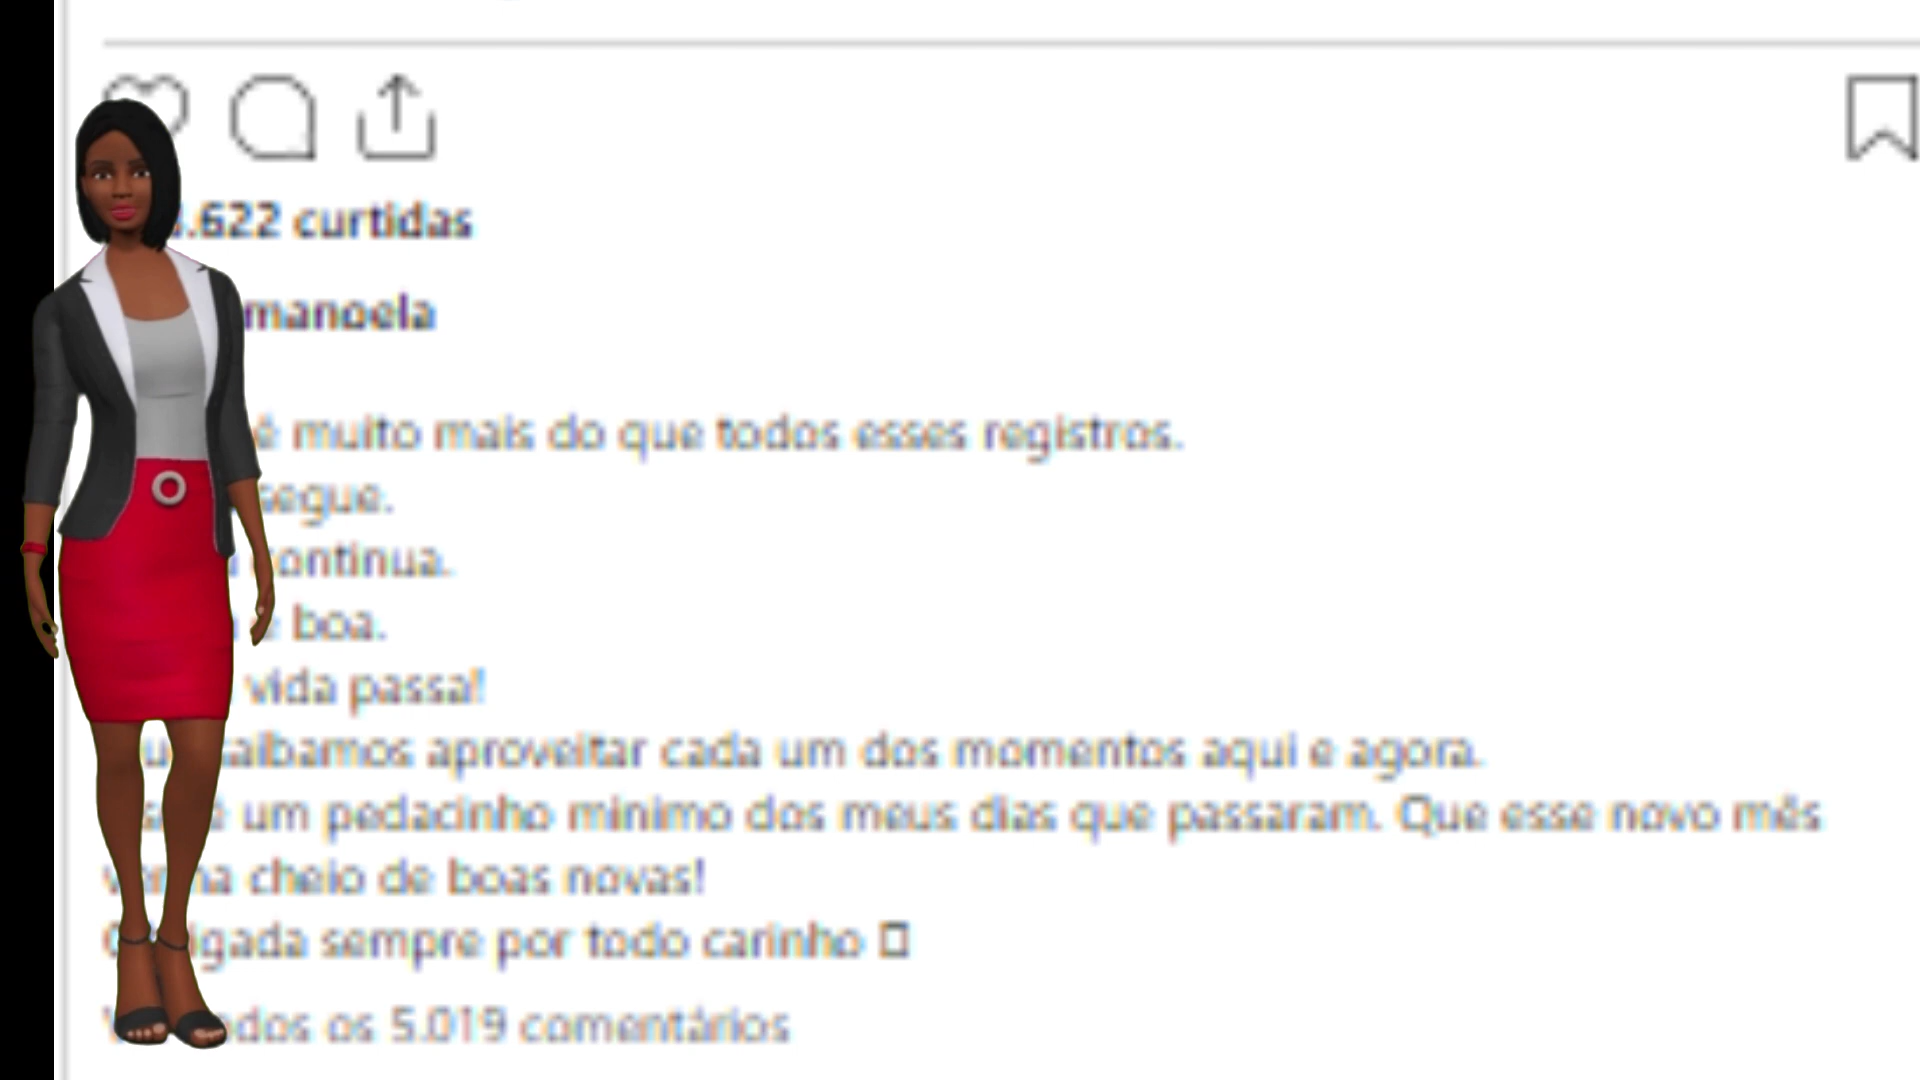 .622 curtidas
manoela
é muito mais do que todos esses registros.
segue.
continua.
é boa.
vida passa!
saibamos aproveitar cada um dos momentos aqui e agora.
é um pedacinho mínimo dos meus dias que passaram. Que esse novo mês
venha cheio de boas novas!
Obrigada sempre por todo carinho
os 5.019 comentários